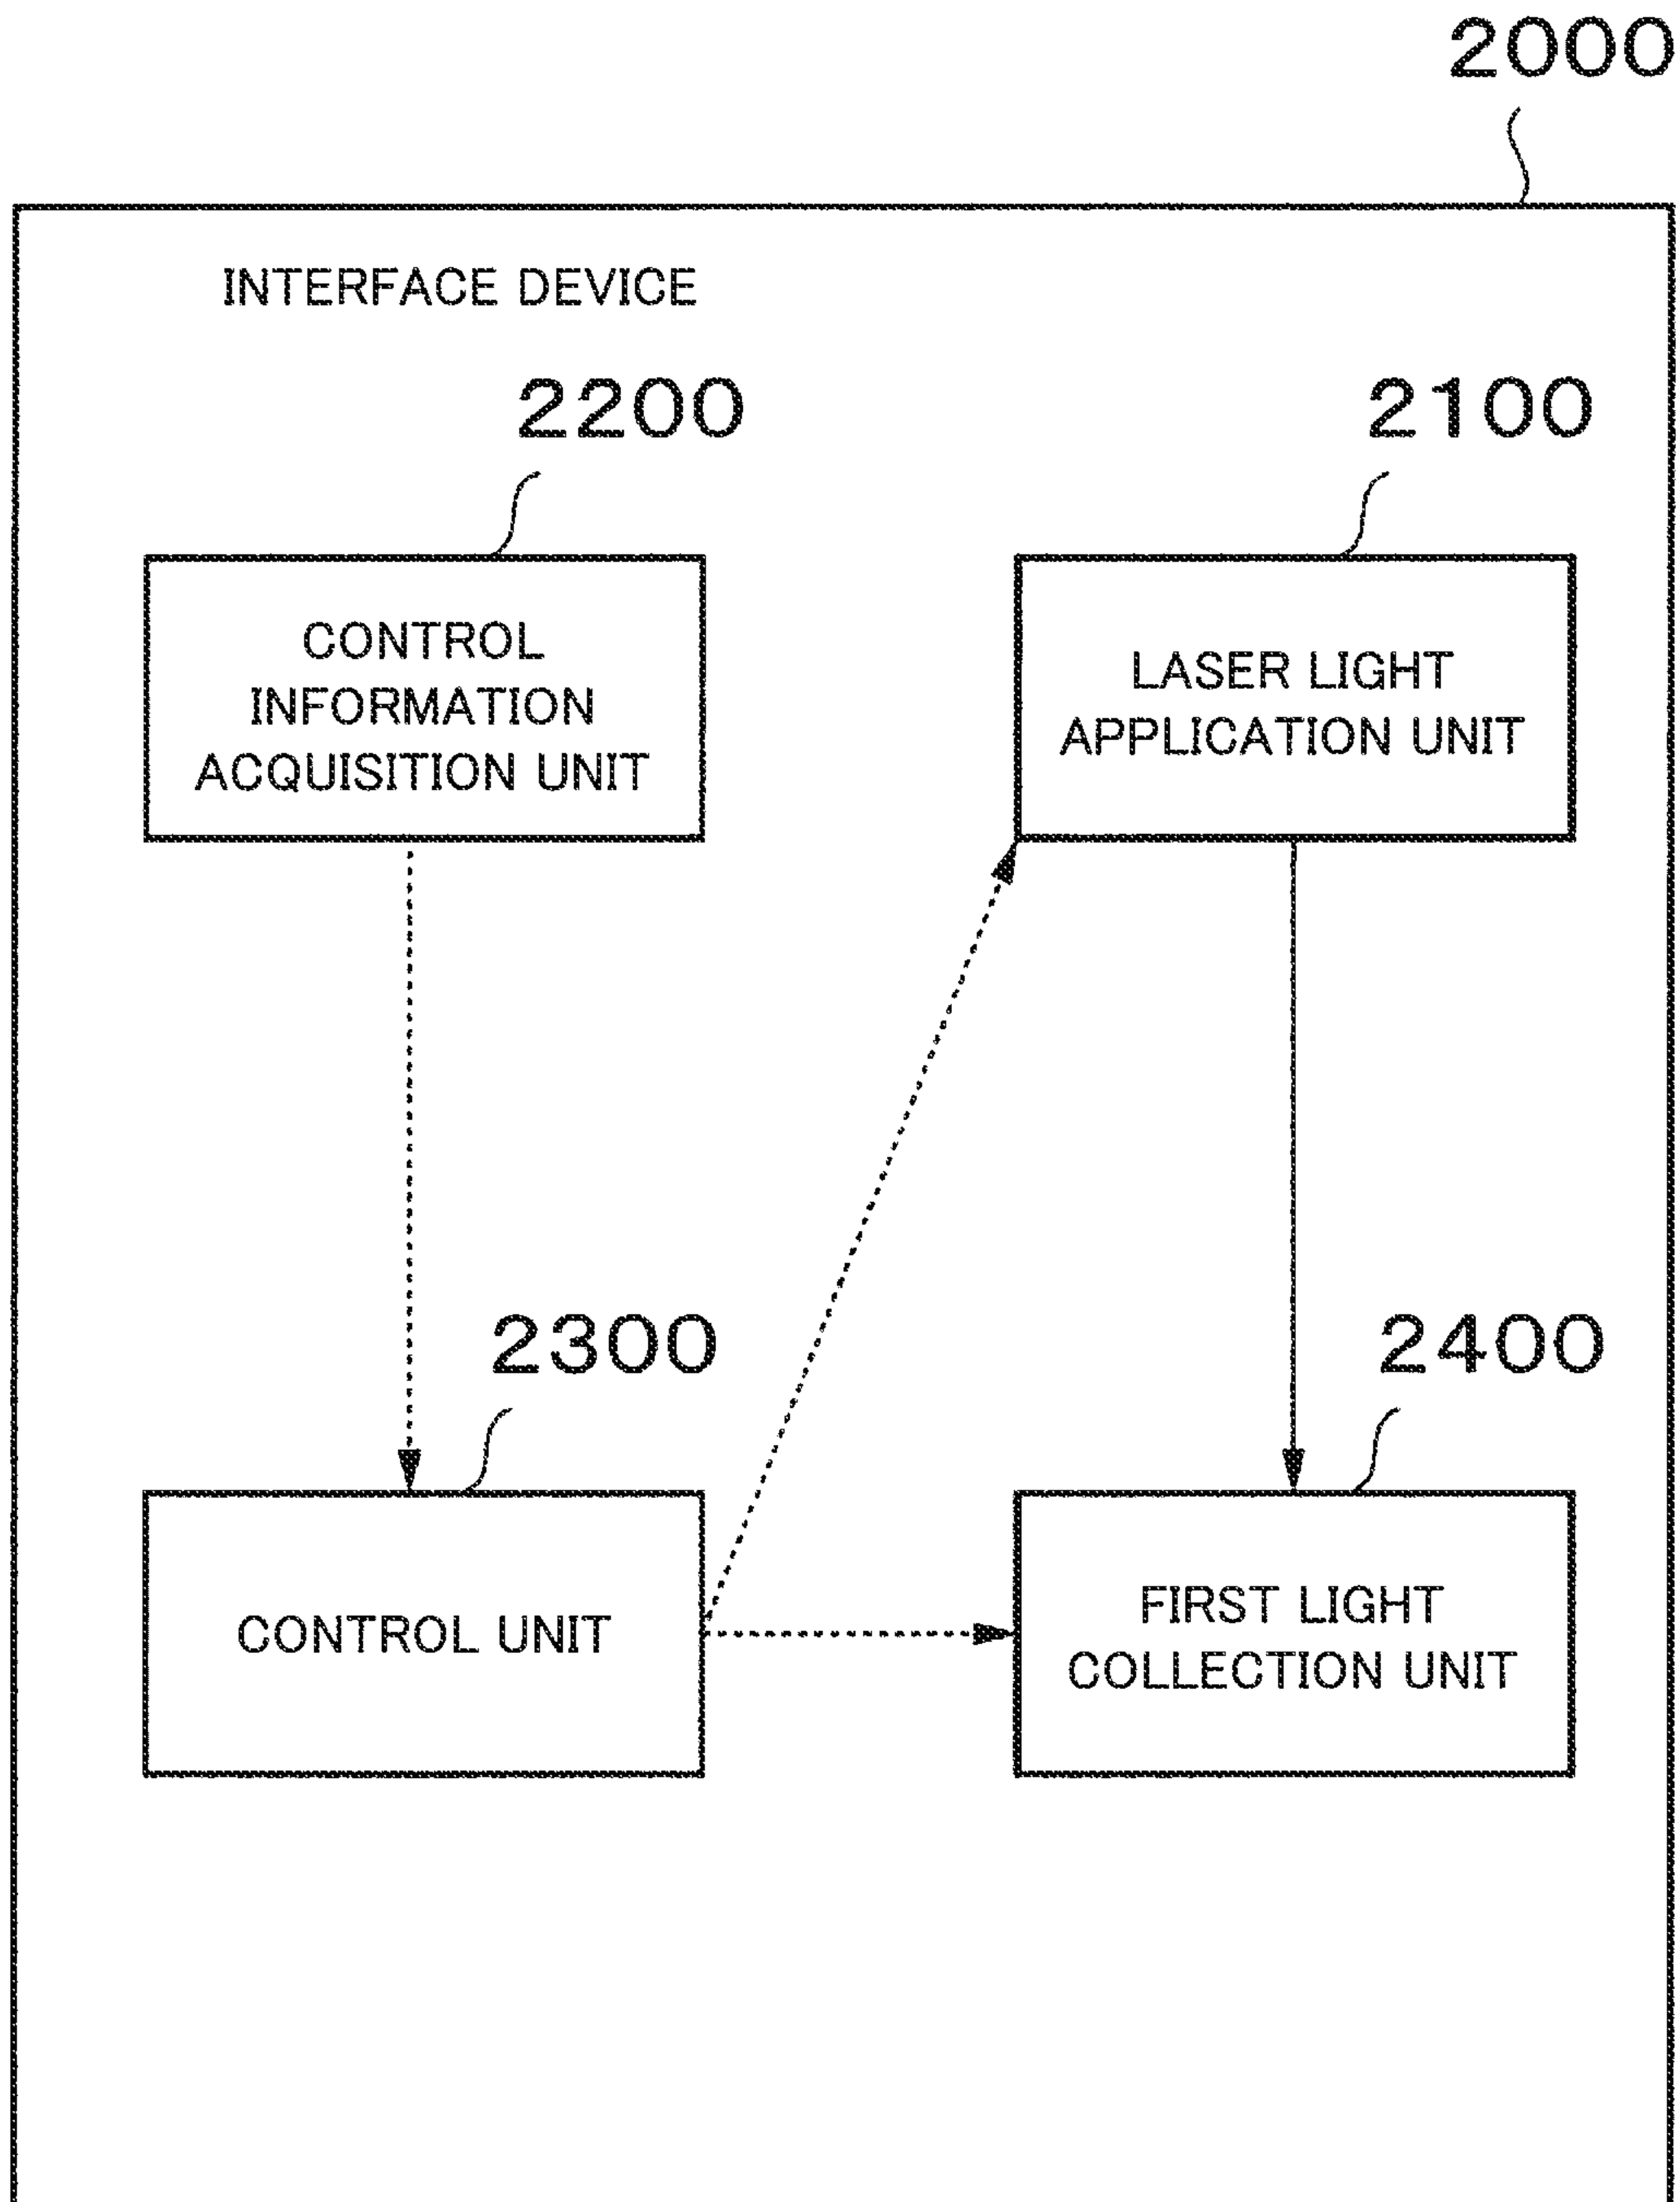 2000
INTERFACE DEVICE
2200
2100
CONTROL
INFORMATION
ACQUISITION UNIT
LASER LIGHT
APPLICATION UNIT
2300
2400
CONTROL UNIT
FIRST LIGHT
COLLECTION UNIT